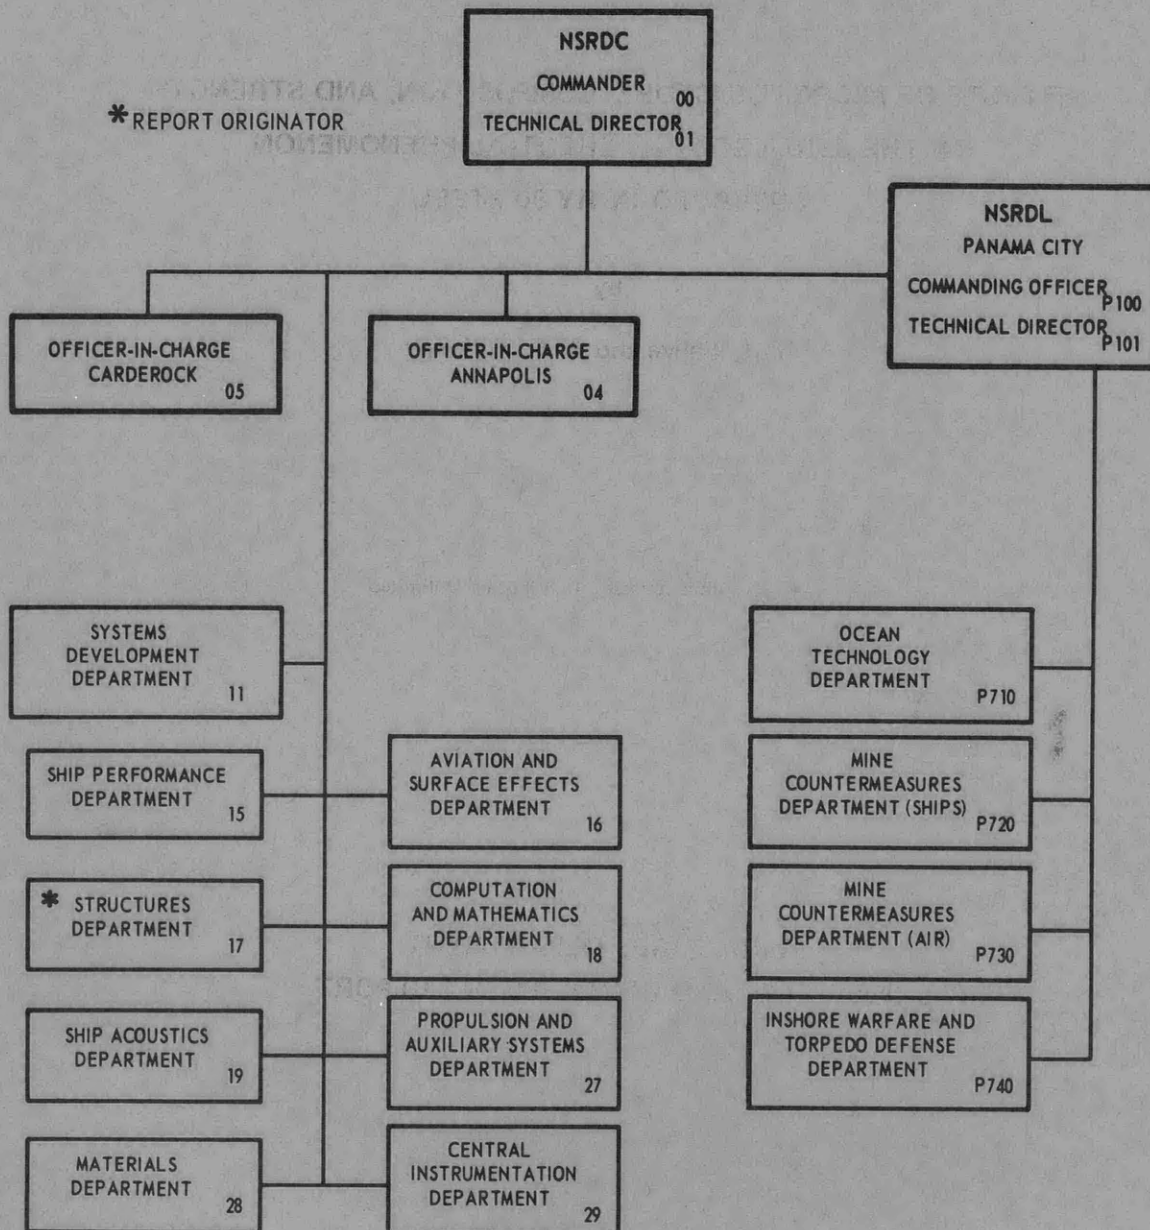 NSRDC
COMMANDER
00
TECHNICAL DIRECTOR
01
*REPORT ORIGINATOR
NSRDL
PANAMA CITY
COMMANDING OFFICER
P100
TECHNICAL DIRECTOR
P101
OFFICER-IN-CHARGE
CARDEROCK
05
OFFICER-IN-CHARGE
ANNAPOLIS
04
SYSTEMS
DEVELOPMENT
DEPARTMENT
11
OCEAN
TECHNOLOGY
DEPARTMENT
P710
SHIP PERFORMANCE
DEPARTMENT
15
AVIATION AND
SURFACE EFFECTS
DEPARTMENT
16
MINE
COUNTERMEASURES
DEPARTMENT (SHIPS)
P720
* STRUCTURES
DEPARTMENT
17
COMPUTATION
AND MATHEMATICS
DEPARTMENT
18
MINE
COUNTERMEASURES
DEPARTMENT (AIR)
P730
SHIP ACOUSTICS
DEPARTMENT
19
PROPULSION AND
AUXILIARY SYSTEMS
DEPARTMENT
27
INSHORE WARFARE AND
TORPEDO DEFENSE
DEPARTMENT
P740
MATERIALS
DEPARTMENT
28
CENTRAL
INSTRUMENTATION
DEPARTMENT
29